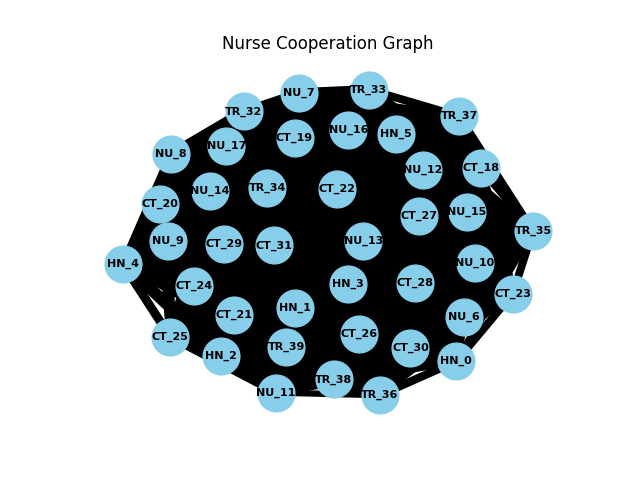 Nurse Cooperation Graph
NU_7
TR_33
TR_32
TR_37
NU_17
CT_19
NU_16
HN_5
NU_8
NU_12
CT_18
NU_14
TR_34
CT_22
CT_20
CT_27
NU_15
TR_35
NU_9
CT_29
CT_31
NU_13
HN_4
NU_10
CT_24
HN_3
CT_28
CT_23
CT_21
HN_1
NU_6
CT_25
CT_26
HN_2
TR_39
CT_30
HN_0
NU_11
TR_38
TR_36